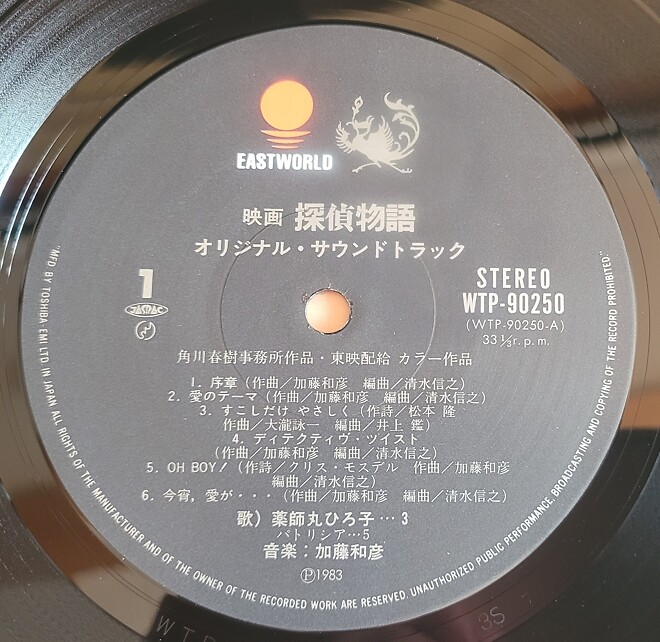 EASTWORLD
映画 探偵物語
オリジナル・サウンドトラック
1
JASRAC
STEREO
WTP-90250
(WTP-90250-A)
33 ⅓ r.p.m.
角川春樹事務所作品・東映配給 カラー作品
1. 序章 (作曲/加藤和彦 編曲/清水信之)
2. 愛のテーマ (作曲/加藤和彦 編曲/清水信之)
3. すこしだけ やさしく (作詩/松本 隆
作曲/大瀧詠一 編曲/井上 鑑)
4. ディテクティヴ・ツイスト
(作曲/加藤和彦 編曲/清水信之)
5. OH BOY! (作詩/クリス・モスデル 作曲/加藤和彦
編曲/清水信之)
6. 今宵, 愛が・・・ (作曲/加藤和彦 編曲/清水信之)
歌) 薬師丸ひろ子… 3
パトリシア…5
音楽：加藤和彦
Ⓟ1983
"MFD BY TOSHIBA EMI LTD IN JAPAN ALL RIGHTS OF THE MANUFACTURER AND OF THE OWNER OF THE RECORDED WORK ARE RESERVED. UNAUTHORIZED PUBLIC PERFORMANCE, BROADCASTING AND COPYING OF THE RECORD PROHIBITED."
3S